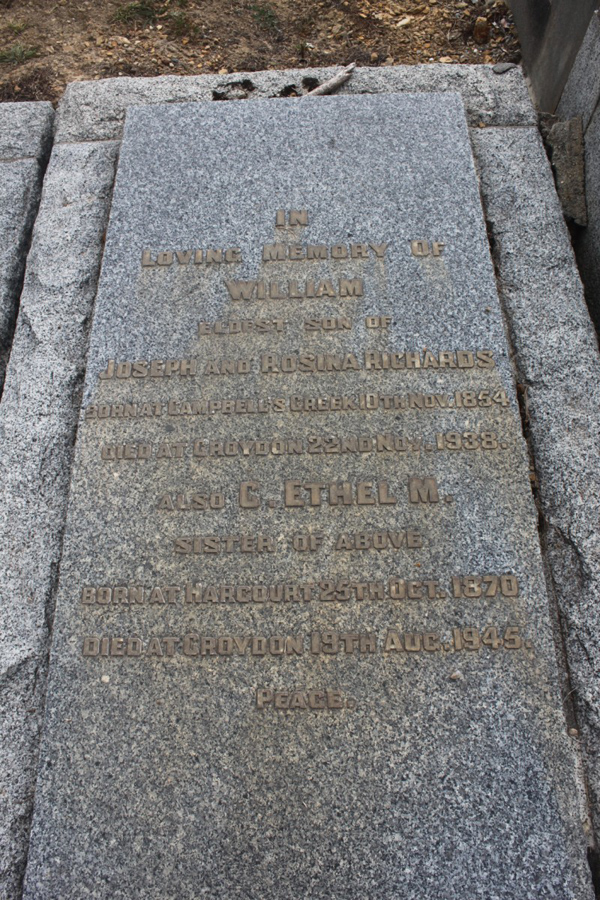 IN
LOVING MEMORY OF
WILLIAM
ELDEST SON OF
JOSEPH AND ROSINA RICHARDS
BORN AT CAMPBELL'S CREEK 10TH NOV. 1854.
DIED AT CROYDON 22ND NOV. 1938.
ALSO C. ETHEL M.
SISTER OF ABOVE
BORN AT HARCOURT 25TH OCT. 1870
DIED AT CROYDON 19TH AUG. 1945.
PEACE.